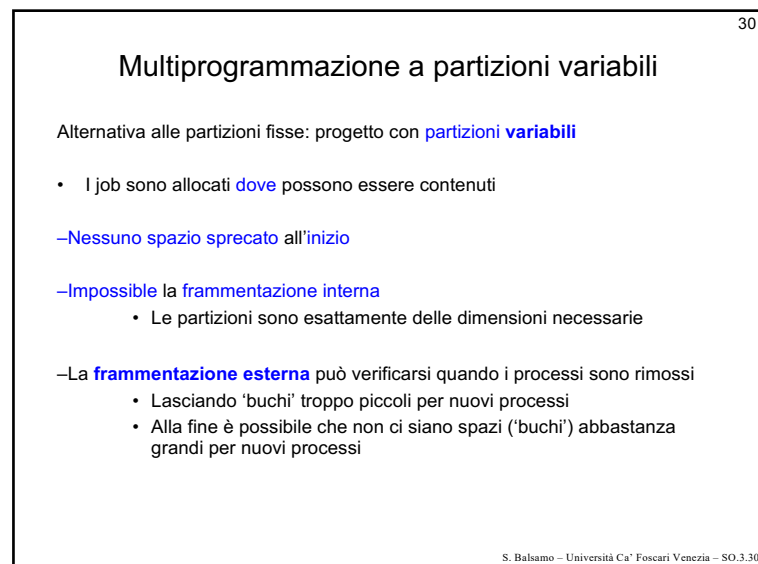 30
Multiprogrammazione a partizioni variabili
Alternativa alle partizioni fisse: progetto con partizioni variabili
• I job sono allocati dove possono essere contenuti
–Nessuno spazio sprecato all'inizio
–Impossible la frammentazione interna
• Le partizioni sono esattamente delle dimensioni necessarie
–La frammentazione esterna può verificarsi quando i processi sono rimossi
• Lasciando 'buchi' troppo piccoli per nuovi processi
• Alla fine è possibile che non ci siano spazi ('buchi') abbastanza
grandi per nuovi processi
S. Balsamo – Università Ca' Foscari Venezia – SO.3.30